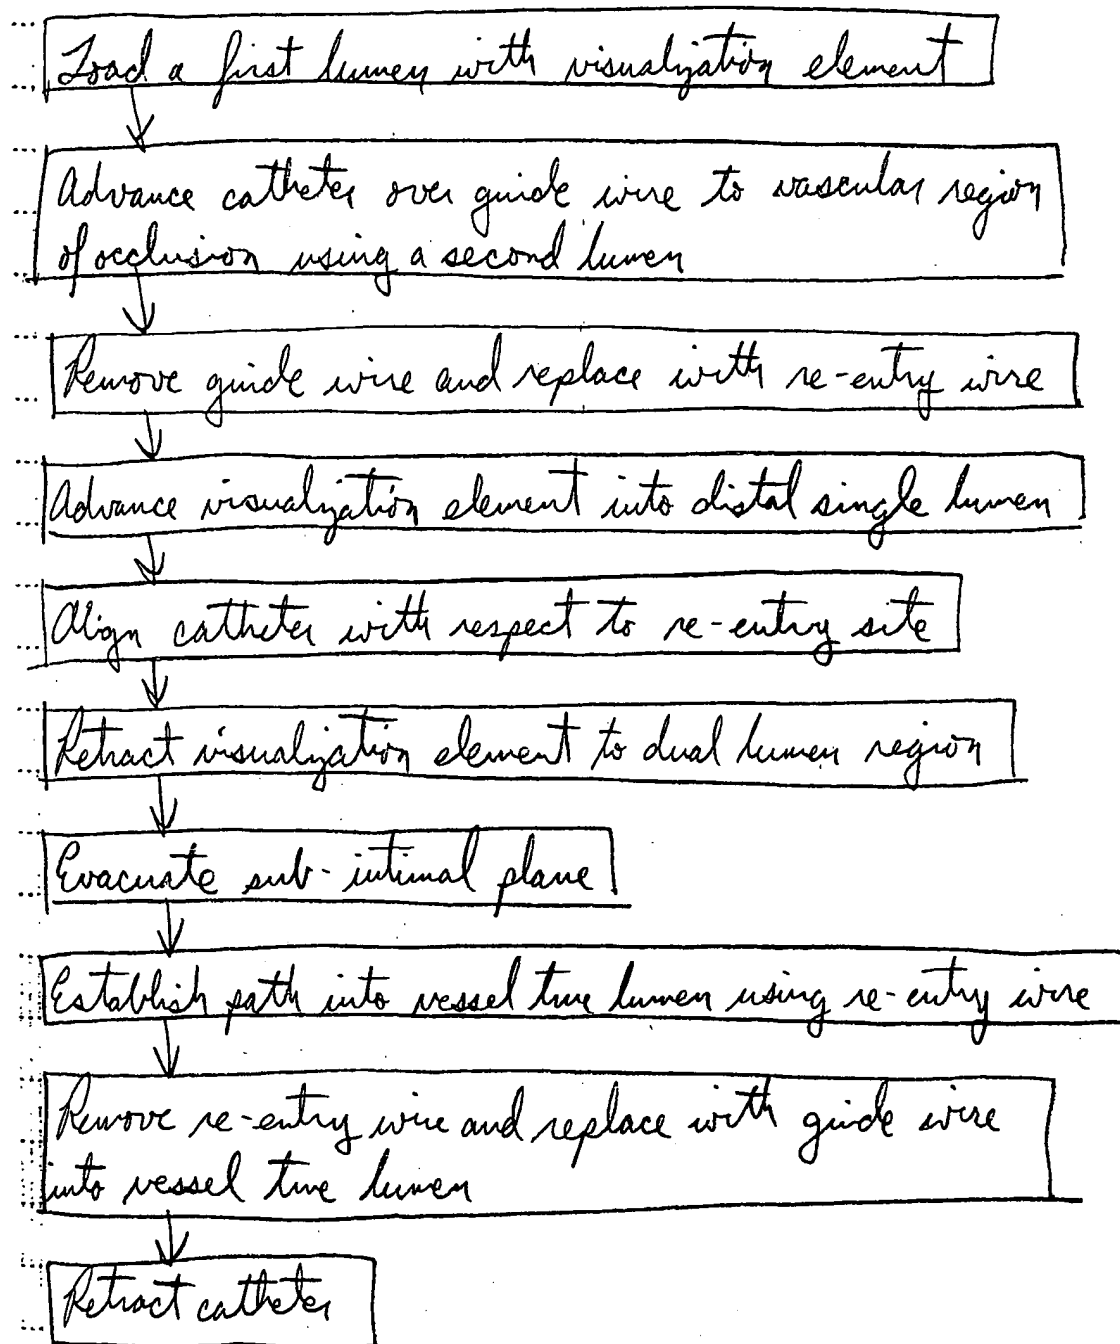 Load a first lumen with visualization element
Advance catheter over guide wire to vascular region
of occlusion using a second lumen
Remove guide wire and replace with re-entry wire
Advance visualization element into distal single lumen
Align catheter with respect to re-entry site
Retract visualization element to dual lumen region
Evacuate sub-intimal plane
Establish path into vessel true lumen using re-entry wire
Remove re-entry wire and replace with guide wire
into vessel true lumen
Retract catheter